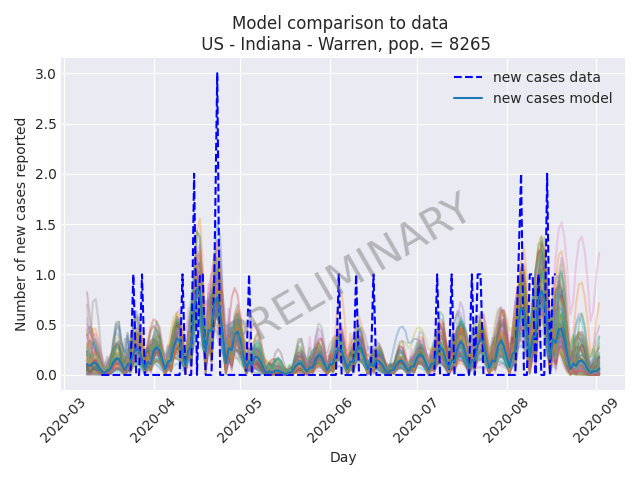 Model comparison to data
US - Indiana - Warren, pop. = 8265
Number of new cases reported
3.0
2.5
2.0
1.5
1.0
0.5
0.0
new cases data
new cases model
PRELIMINARY
2020-03
2020-04
2020-05
2020-06
2020-07
2020-08
2020-09
Day